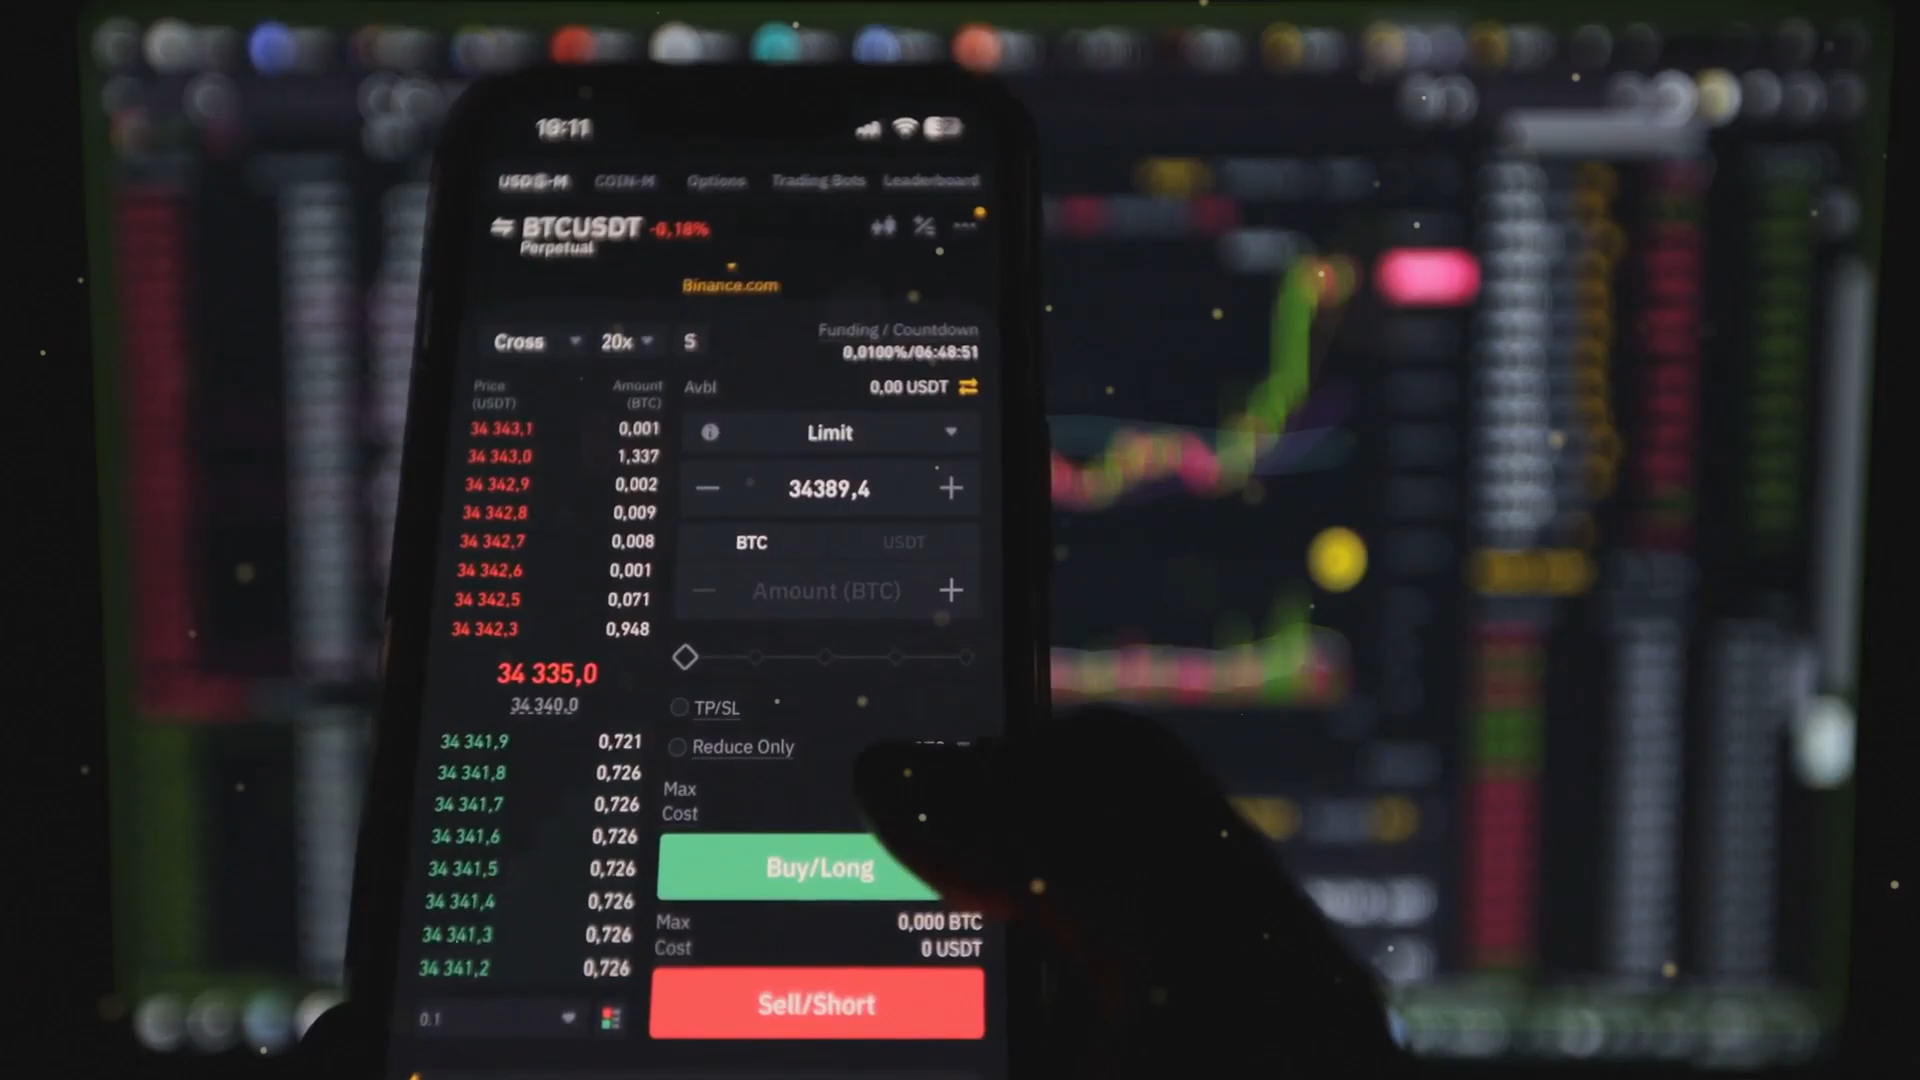 19:11
USDⓈ-M COIN-M Options Trading Bots Leaderboard
BTCUSDT -0,18%
Perpetual
Binance.com
Cross 20x S
Funding / Countdown
0,0100%/06:48:51
Price (USDT) Amount (BTC)
Avbl 0,00 USDT
34 343,1 0,001
34 343,0 1,337
34 342,9 0,002
34 342,8 0,009
34 342,7 0,008
34 342,6 0,001
34 342,5 0,071
34 342,3 0,948
34 335,0
34 340,0
34 341,9 0,721
34 341,8 0,726
34 341,7 0,726
34 341,6 0,726
34 341,5 0,726
34 341,4 0,726
34 341,3 0,726
34 341,2 0,726
0.1
Limit
34389,4
BTC USDT
Amount (BTC)
TP/SL
Reduce Only
Max
Cost
Buy/Long
Max 0,000 BTC
Cost 0 USDT
Sell/Short